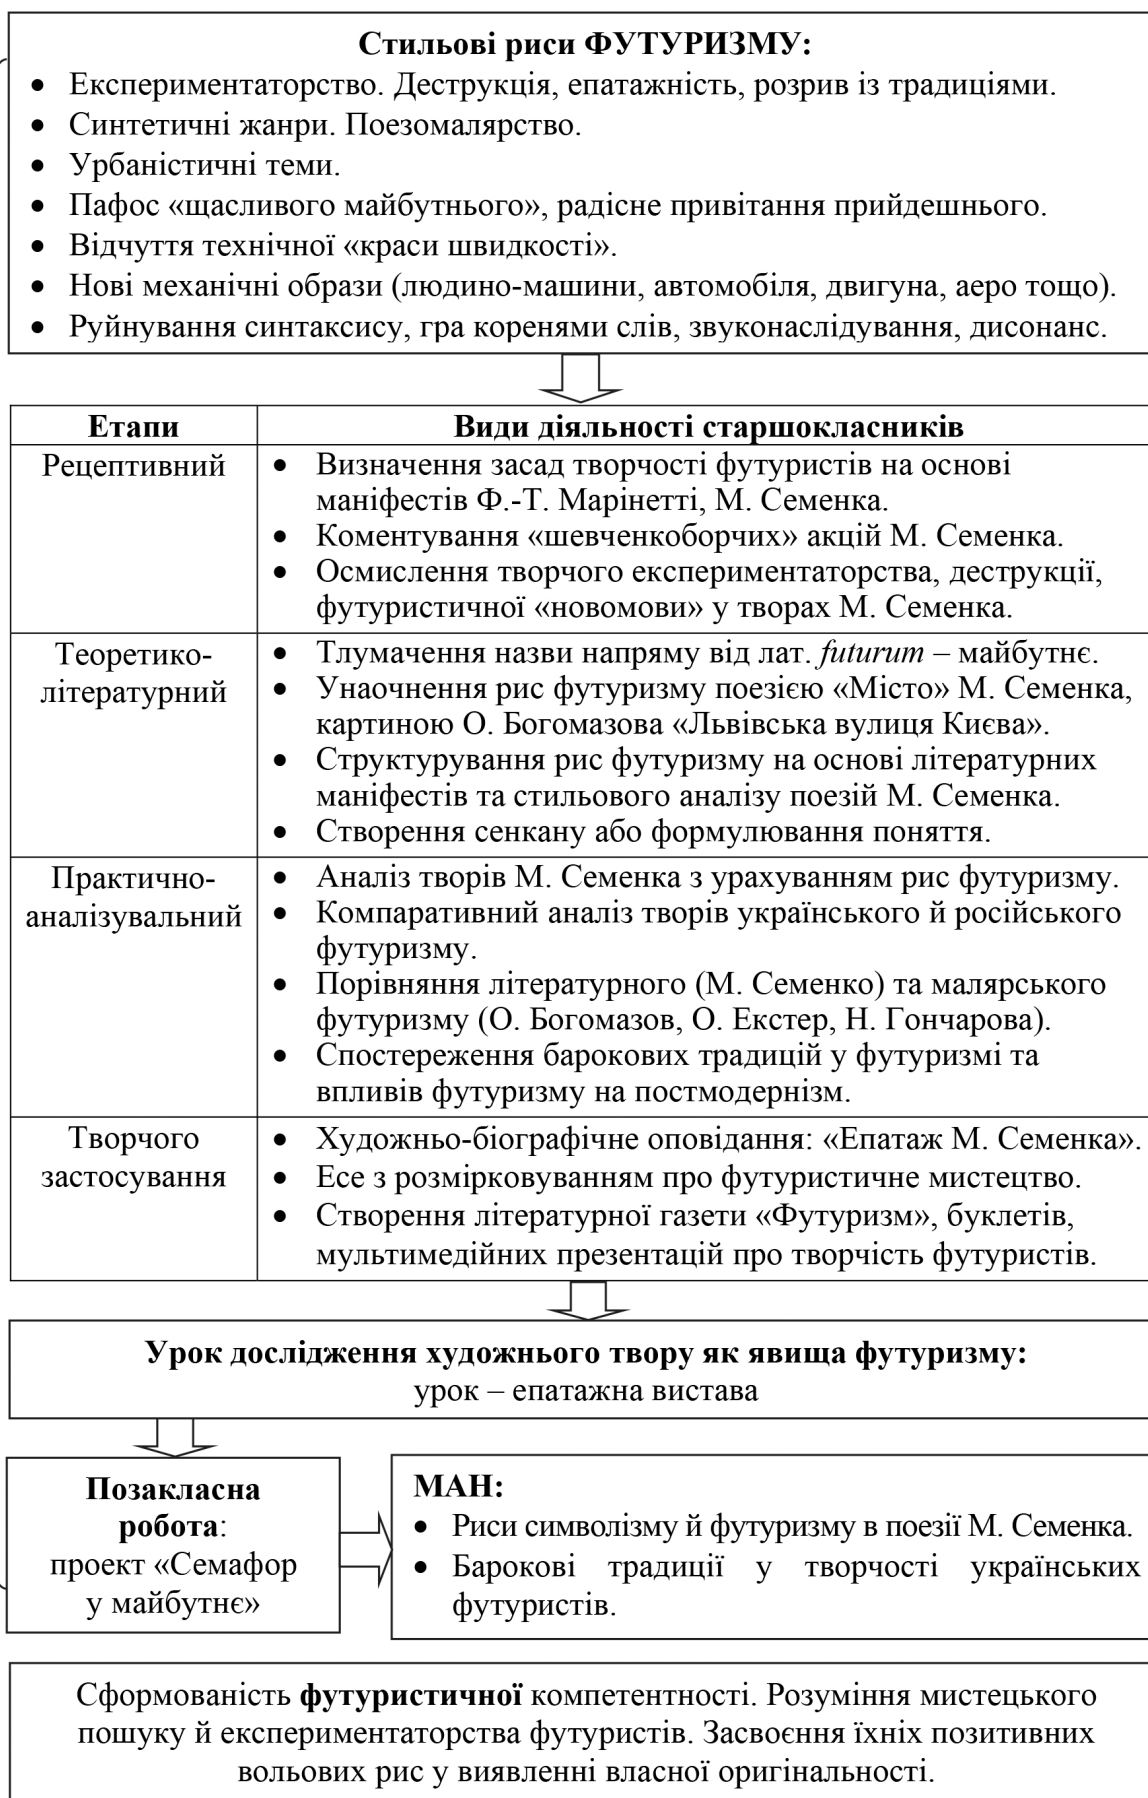 Стильові риси ФУТУРИЗМУ:
• Експериментаторство. Деструкція, епатажність, розрив із традиціями.
• Синтетичні жанри. Поезомалярство.
• Урбаністичні теми.
• Пафос «щасливого майбутнього», радісне привітання прийдешнього.
• Відчуття технічної «краси швидкості».
• Нові механічні образи (людино-машини, автомобіля, двигуна, аеро тощо).
• Руйнування синтаксису, гра коренями слів, звуконаслідування, дисонанс.
Етапи
Види діяльності старшокласників
Рецептивний
• Визначення засад творчості футуристів на основі
маніфестів Ф.-Т. Марінетті, М. Семенка.
• Коментування «шевченкоборчих» акцій М. Семенка.
• Осмислення творчого експериментаторства, деструкції,
футуристичної «новомови» у творах М. Семенка.
Теоретико-
літературний
• Тлумачення назви напряму від лат. futurum – майбутнє.
• Унаочнення рис футуризму поезією «Місто» М. Семенка,
картиною О. Богомазова «Львівська вулиця Києва».
• Структурування рис футуризму на основі літературних
маніфестів та стильового аналізу поезій М. Семенка.
• Створення сенкану або формулювання поняття.
Практично-
аналізувальний
• Аналіз творів М. Семенка з урахуванням рис футуризму.
• Компаративний аналіз творів українського й російського
футуризму.
• Порівняння літературного (М. Семенко) та малярського
футуризму (О. Богомазов, О. Екстер, Н. Гончарова).
• Спостереження барокових традицій у футуризмі та
впливів футуризму на постмодернізм.
Творчого
застосування
• Художньо-біографічне оповідання: «Епатаж М. Семенка».
• Есе з розмірковуванням про футуристичне мистецтво.
• Створення літературної газети «Футуризм», буклетів,
мультимедійних презентацій про творчість футуристів.
Урок дослідження художнього твору як явища футуризму:
урок – епатажна вистава
Позакласна
робота:
проект «Семафор
у майбутнє»
МАН:
• Риси символізму й футуризму в поезії М. Семенка.
• Барокові традиції у творчості українських
футуристів.
Сформованість футуристичної компетентності. Розуміння мистецького
пошуку й експериментаторства футуристів. Засвоєння їхніх позитивних
вольових рис у виявленні власної оригінальності.